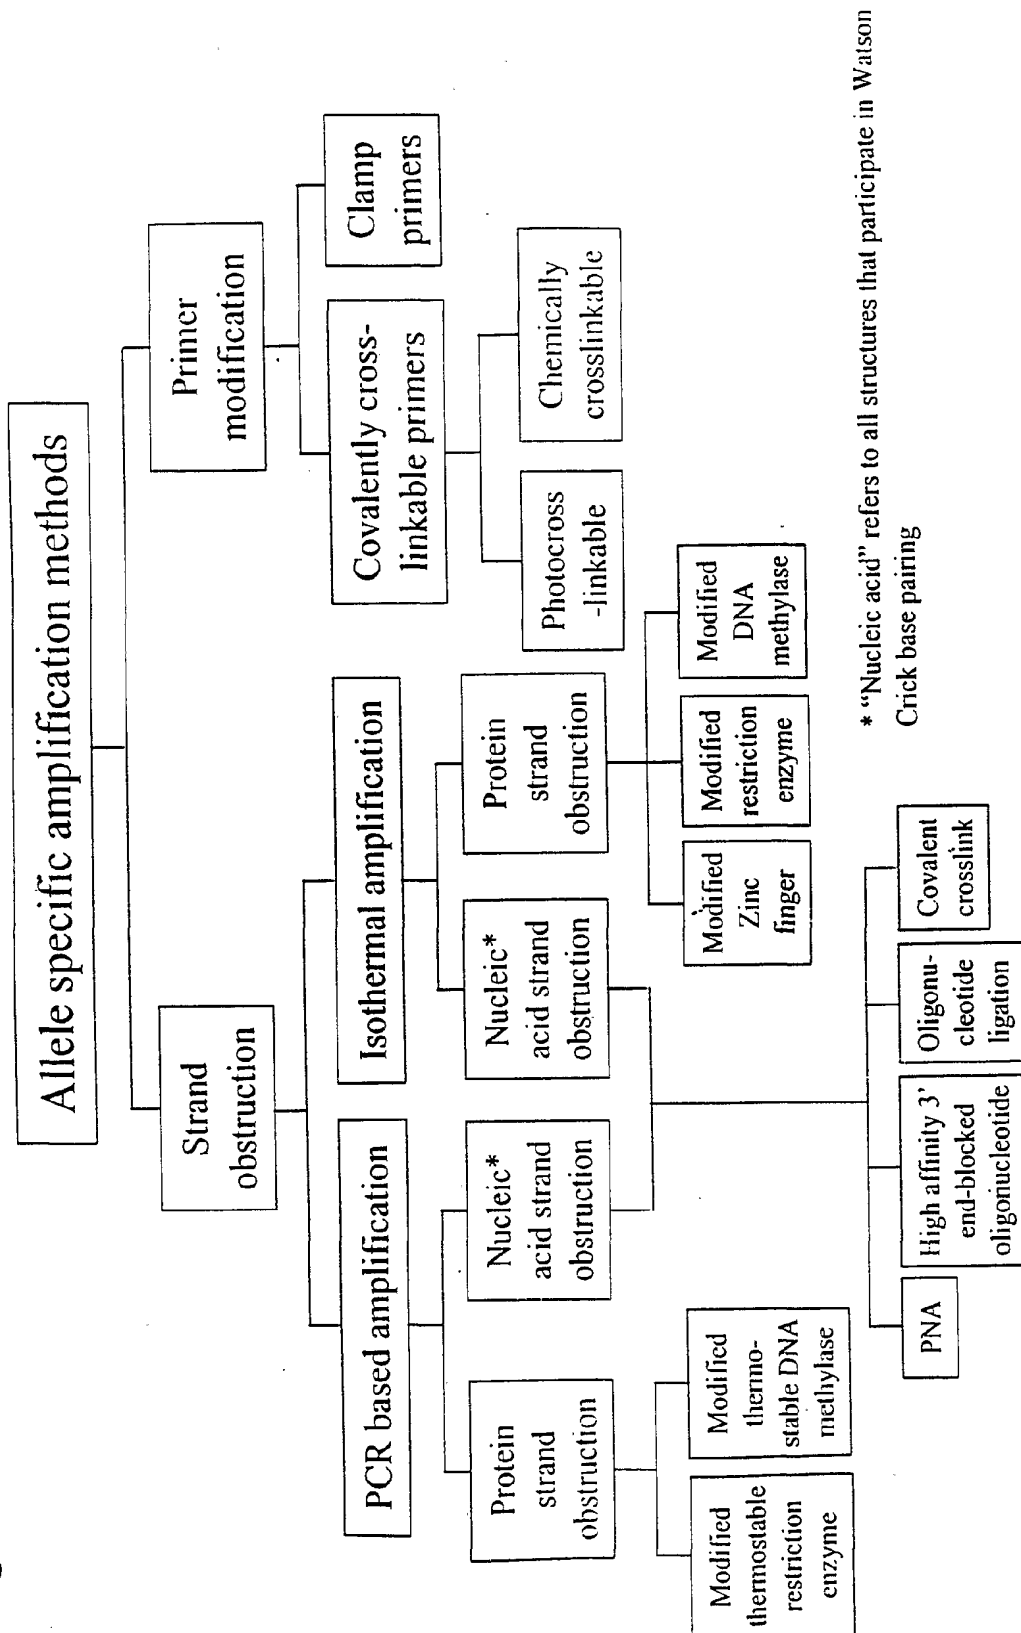 Allele specific amplification methods
Strand
obstruction
Primer
modification
PCR based amplification
Isothermal amplification
Covalently cross-
linkable primers
Clamp
primers
Protein
strand
obstruction
Nucleic*
acid strand
obstruction
Nucleic*
acid strand
obstruction
Protein
strand
obstruction
Photocross
-linkable
Chemically
crosslinkable
Modified
thermostable
restriction
enzyme
Modified
thermo-
stable DNA
methylase
Modified
Zinc
finger
Modified
restriction
enzyme
Modified
DNA
methylase
PNA
High affinity 3'
end-blocked
oligonucleotide
Oligonu-
cleotide
ligation
Covalent
crosslink
* “Nucleic acid” refers to all structures that participate in Watson
Crick base pairing